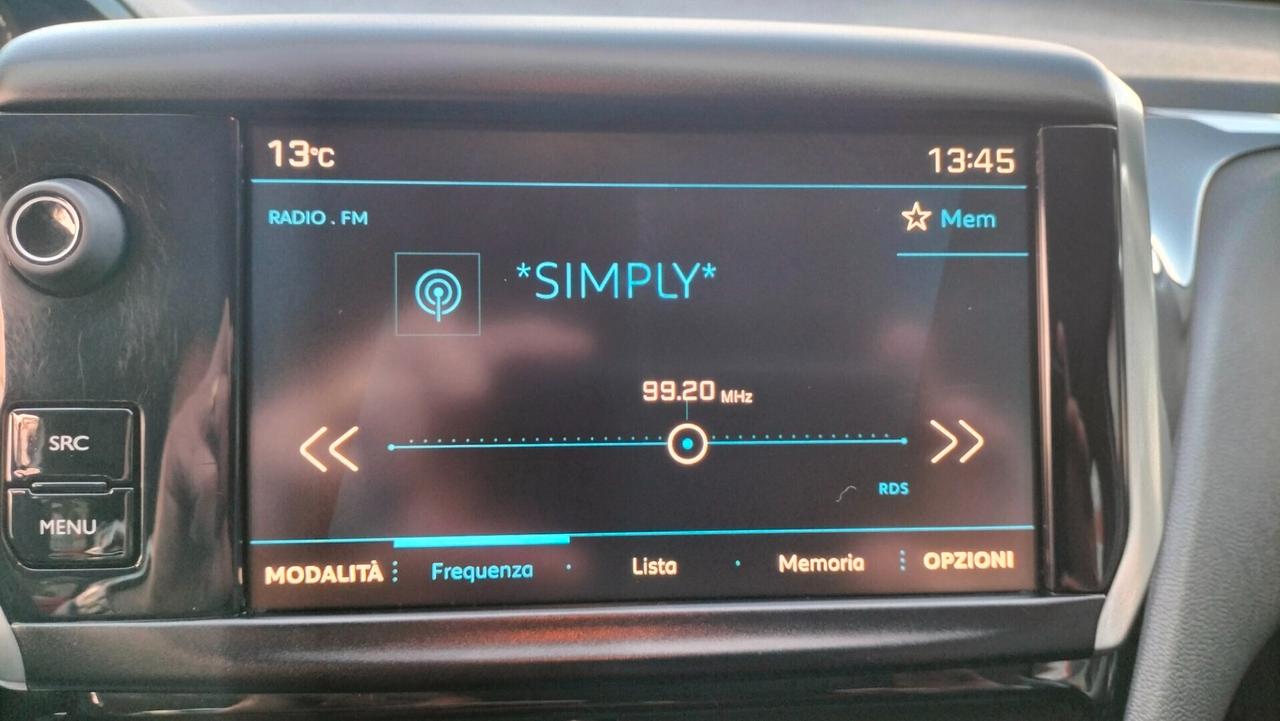 13°C 13:45
RADIO . FM ☆ Mem
*SIMPLY*
99.20 MHz
SRC
RDS
MENU
MODALITÀ Frequenza Lista Memoria OPZIONI